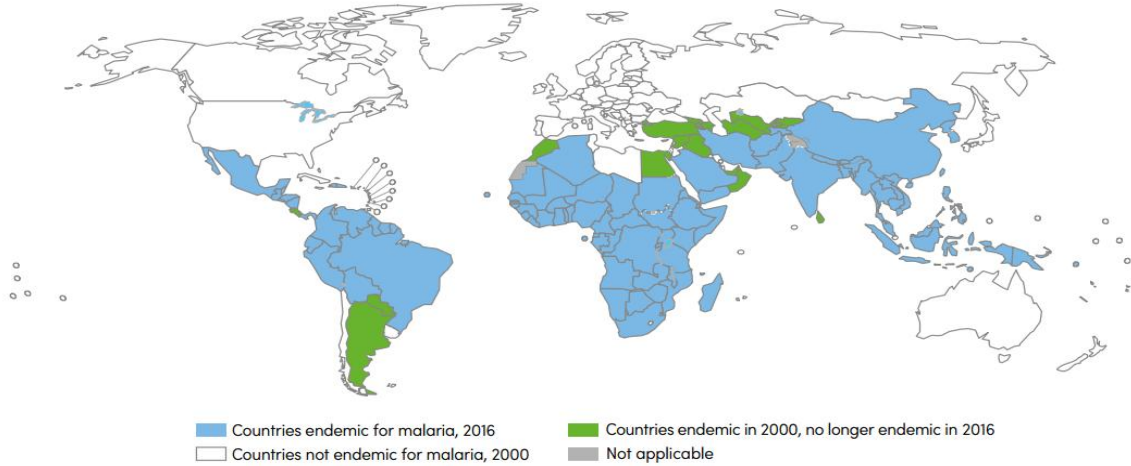 Countries endemic for malaria, 2016
Countries endemic in 2000, no longer endemic in 2016
Countries not endemic for malaria, 2000
Not applicable